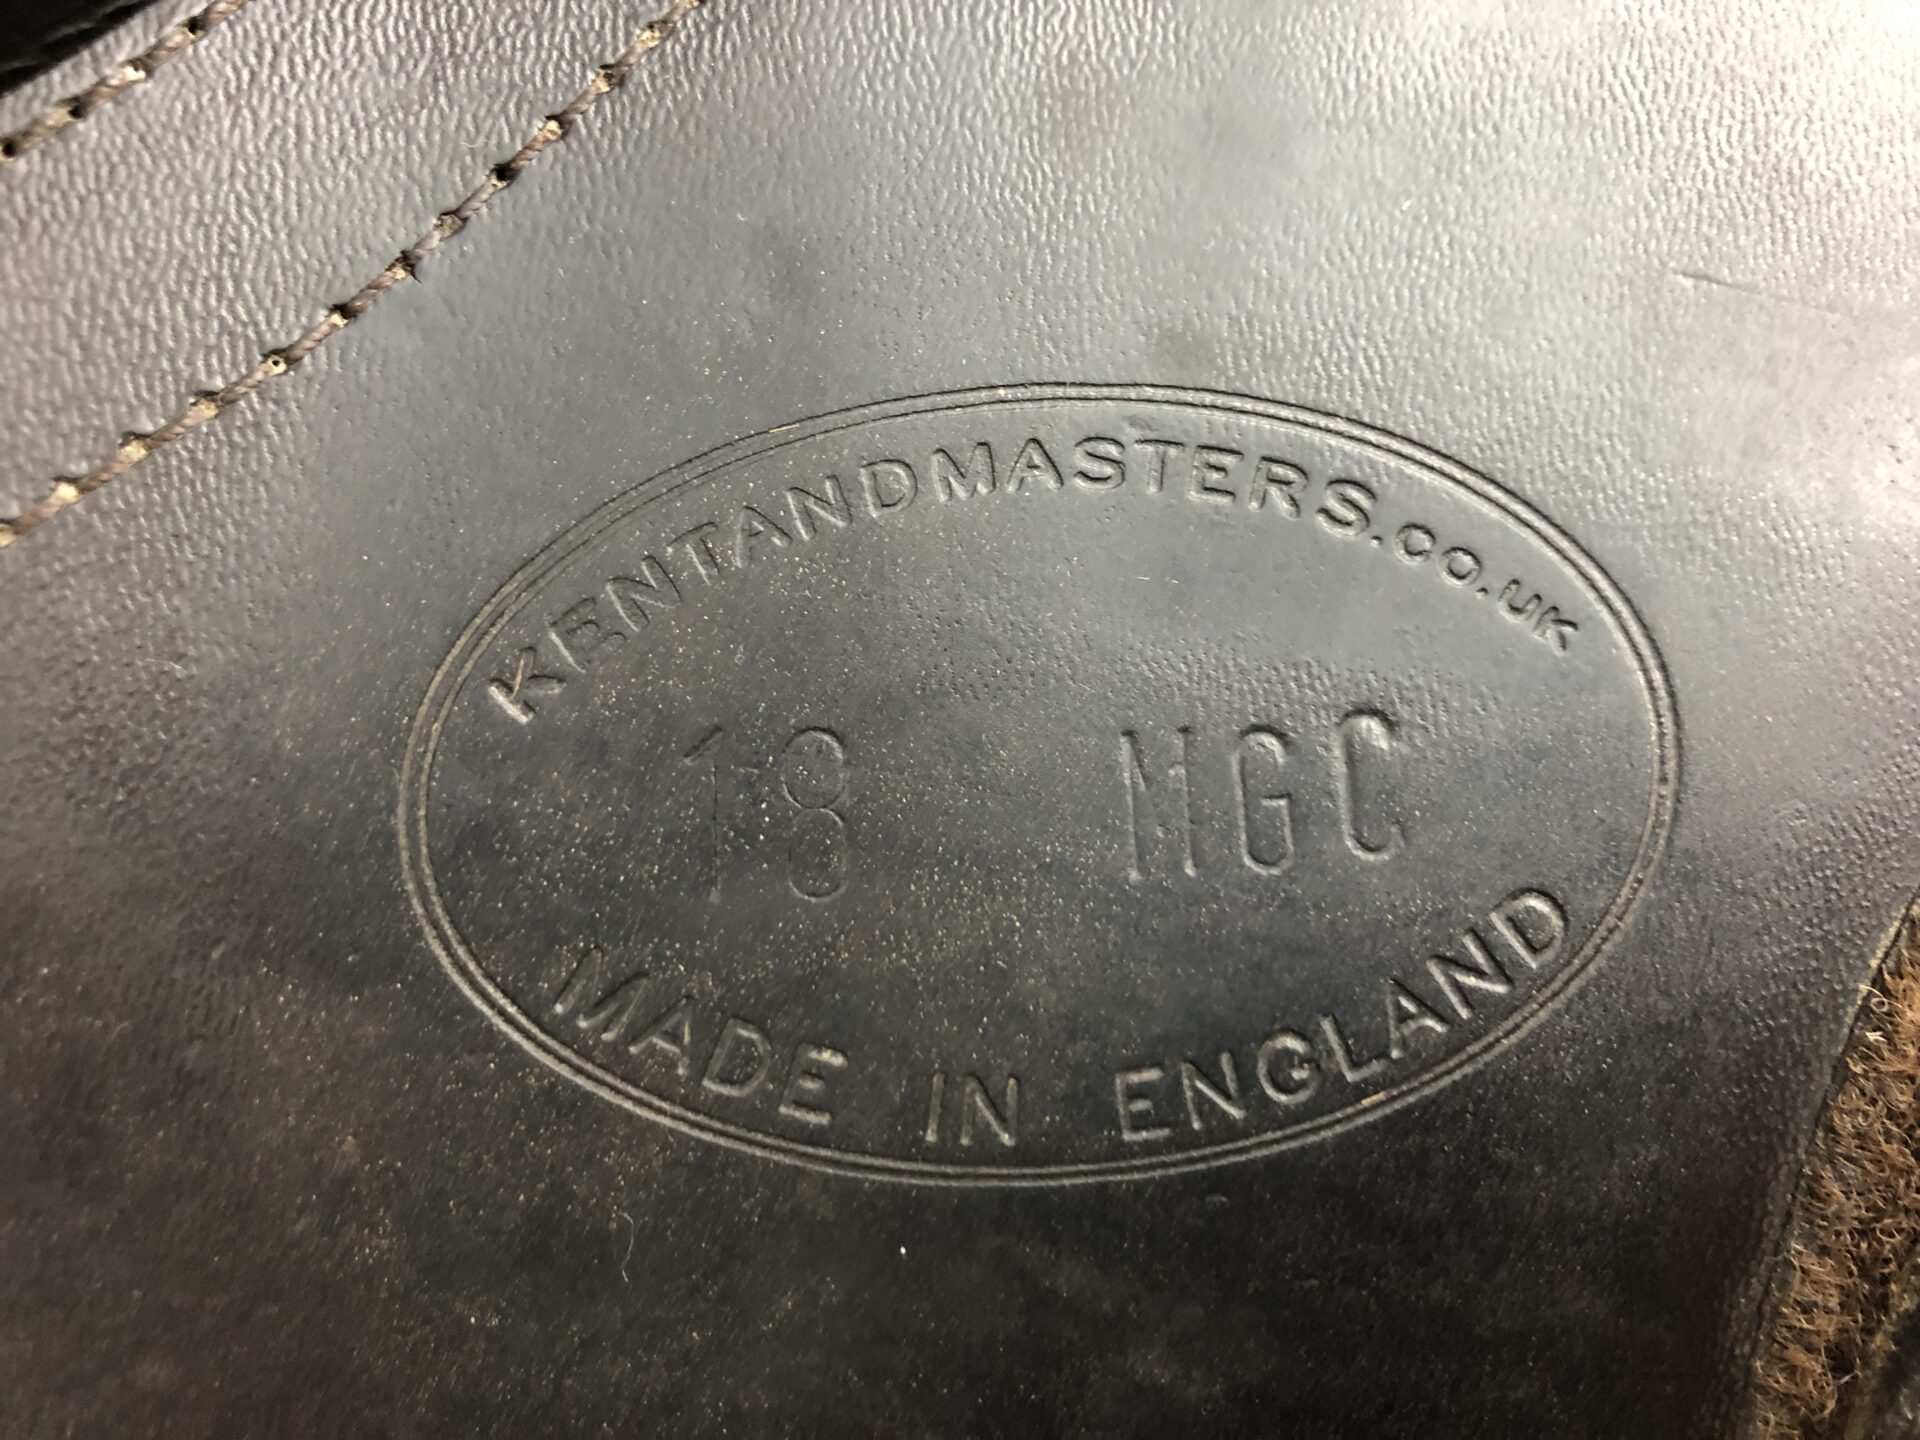 KENTANDMASTERS.CO.UK
18 MGC
MADE IN ENGLAND